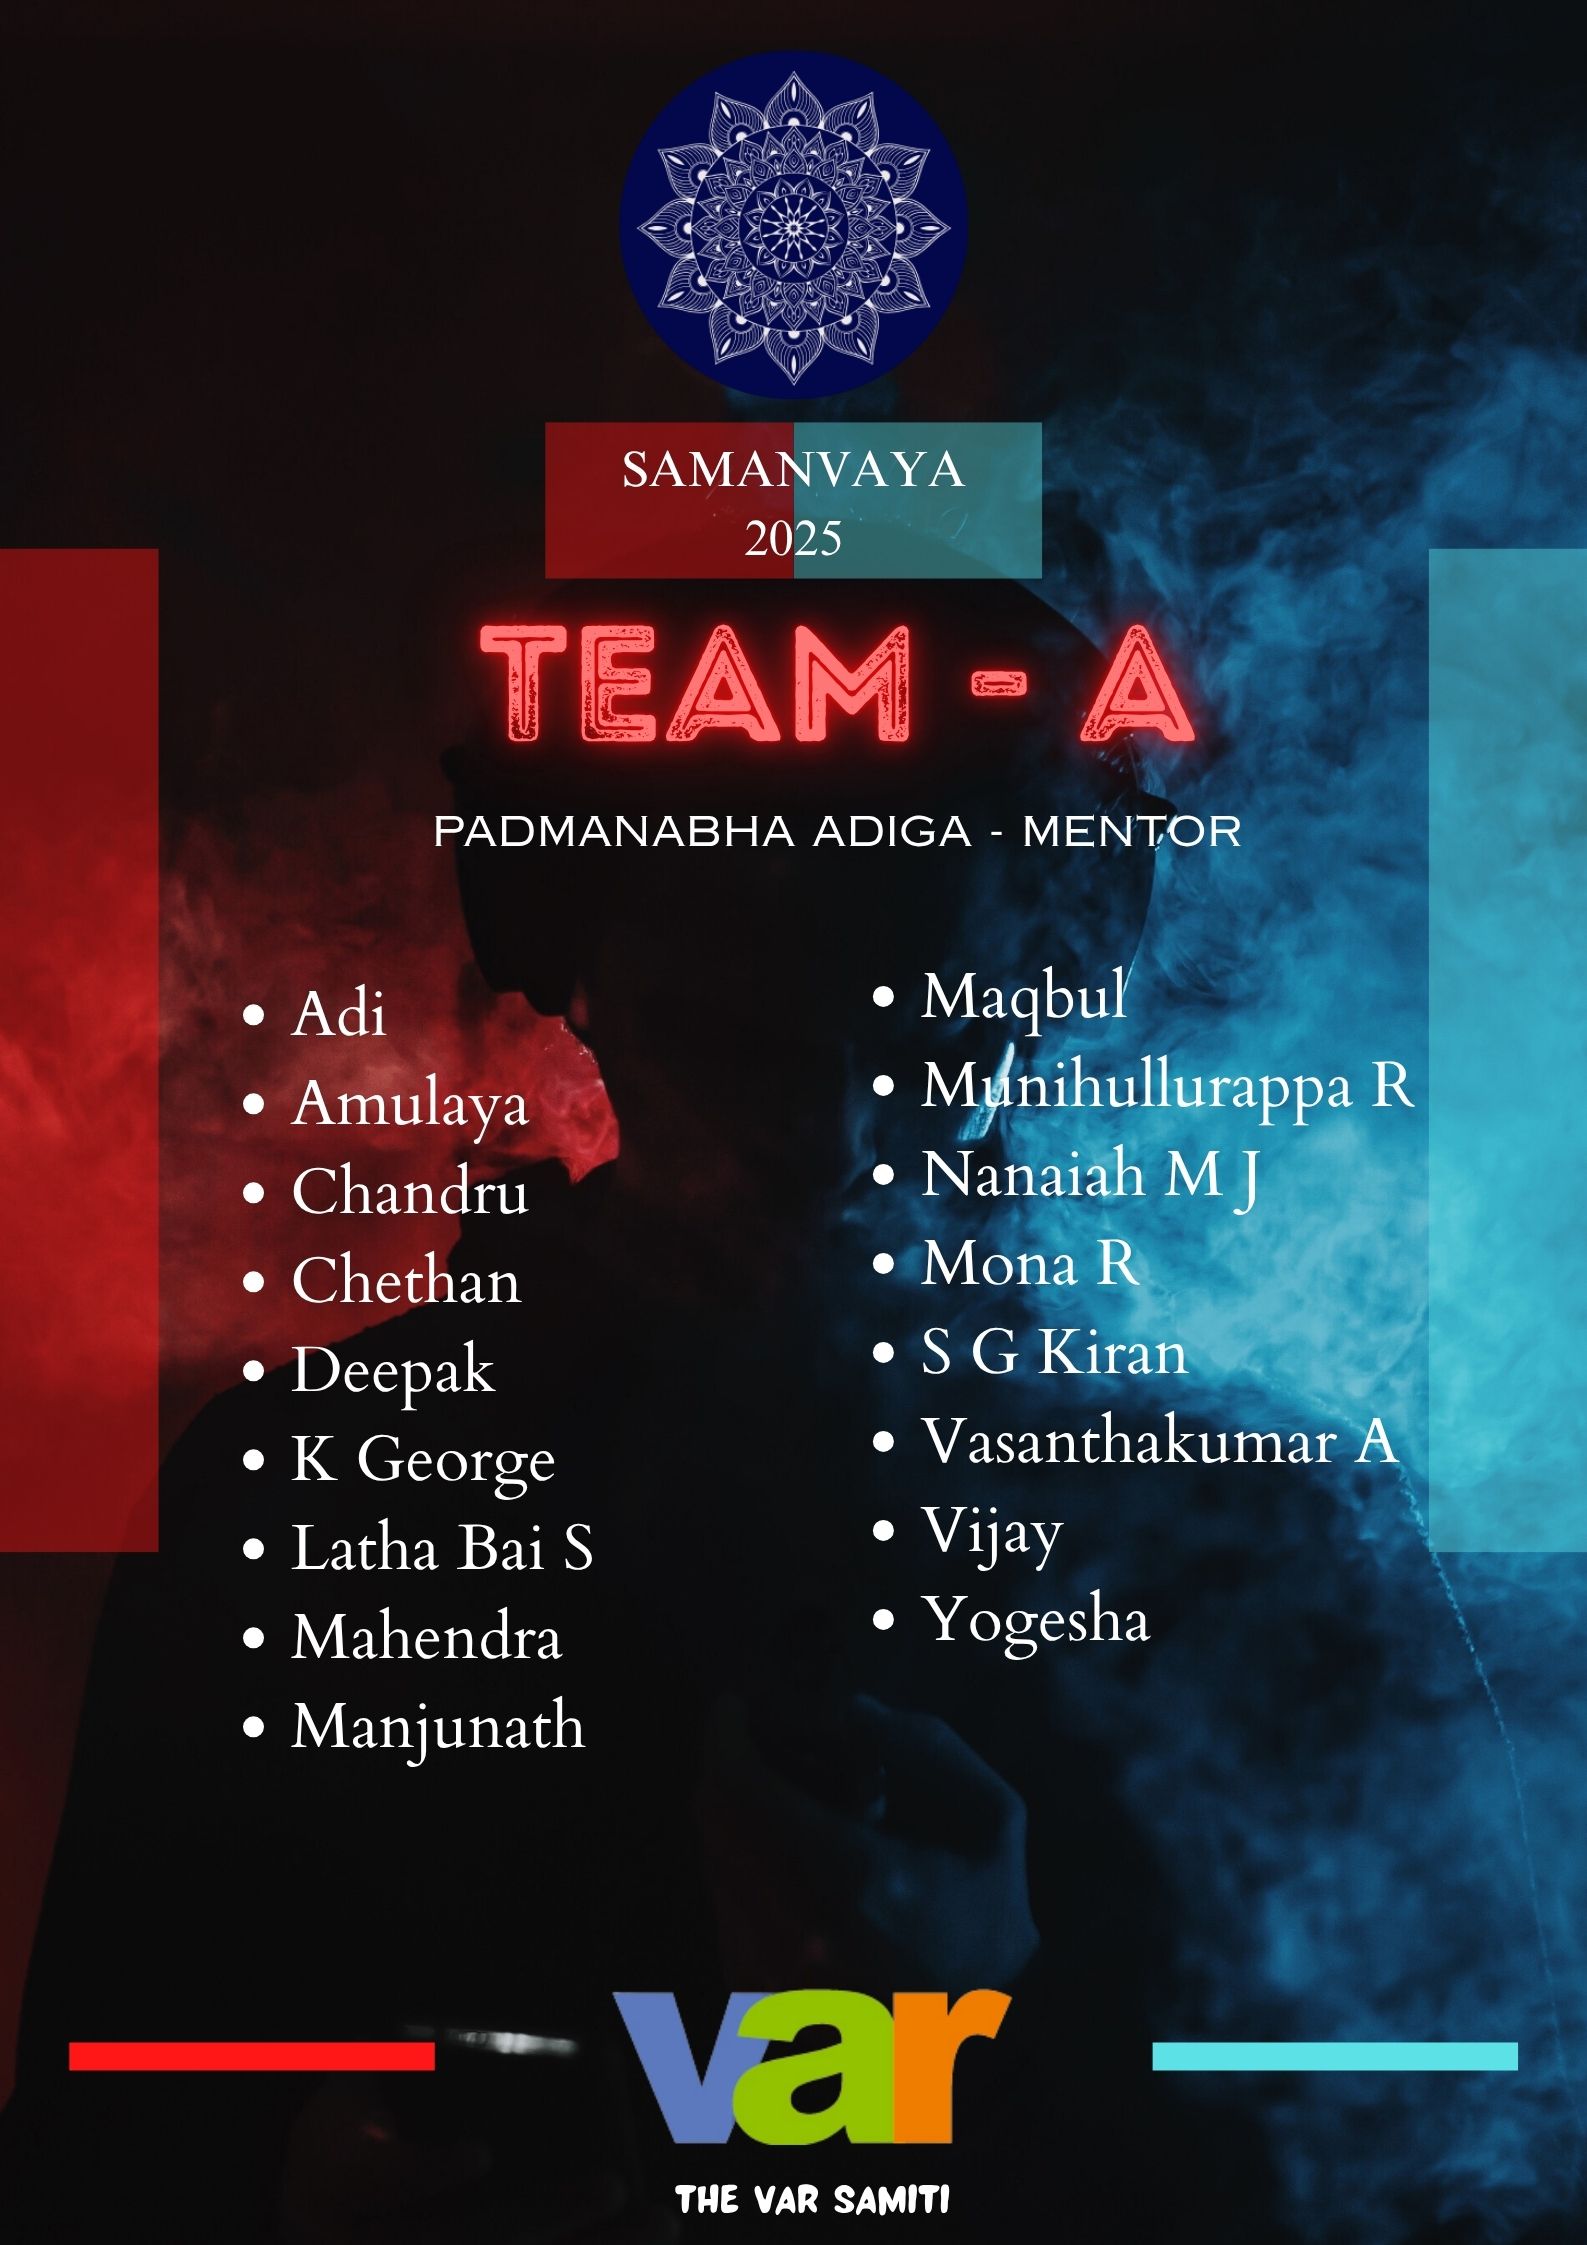 SAMANVAYA
2025
TEAM - A
PADMANABHA ADIGA - MENTOR
• Adi
• Amulaya
• Chandru
• Chethan
• Deepak
• K George
• Latha Bai S
• Mahendra
• Manjunath
• Maqbul
• Munihullurappa R
• Nanaiah M J
• Mona R
• S G Kiran
• Vasanthakumar A
• Vijay
• Yogesha
var
THE VAR SAMITI